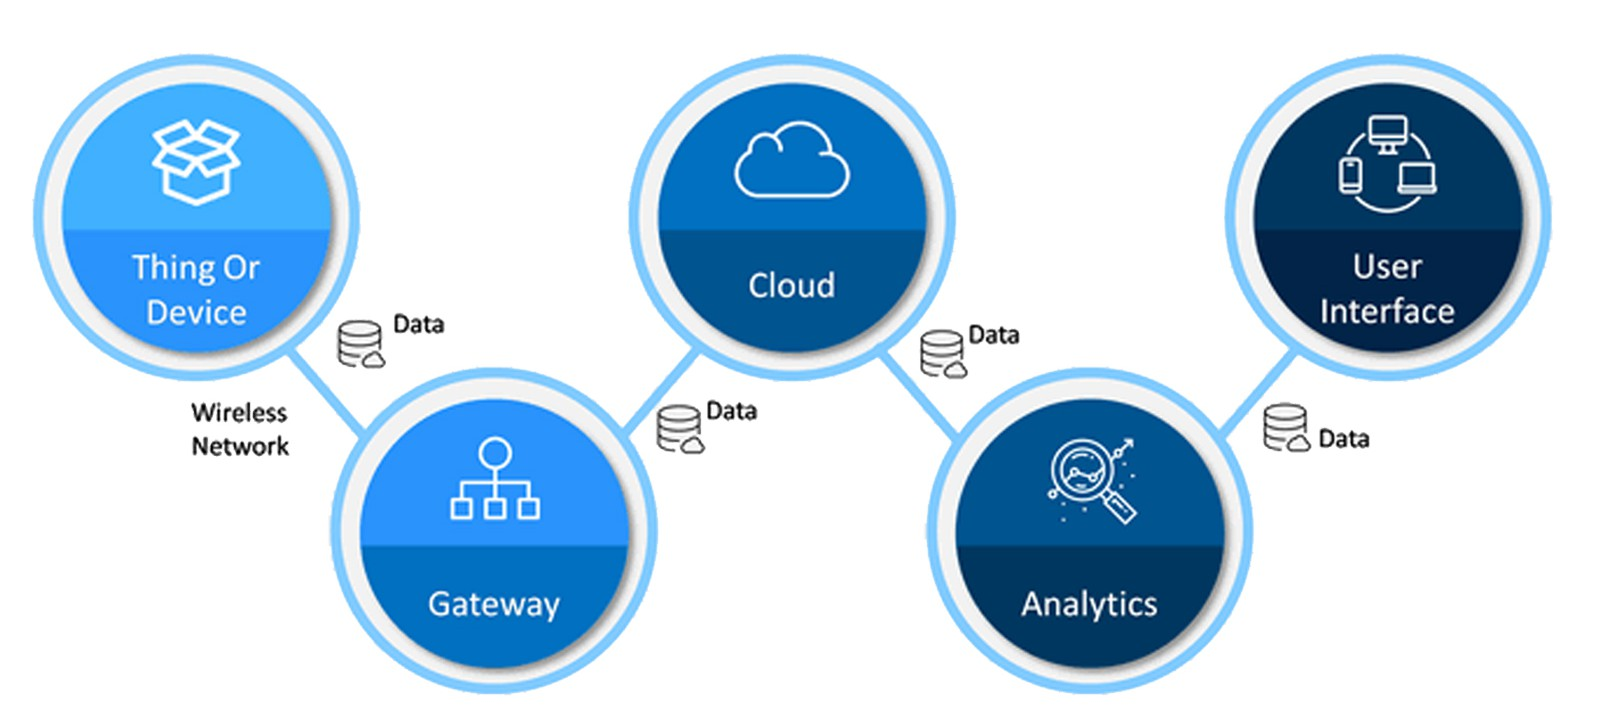 Thing Or
Device
Data
Wireless
Network
Gateway
Data
Cloud
Data
Analytics
Data
User
Interface